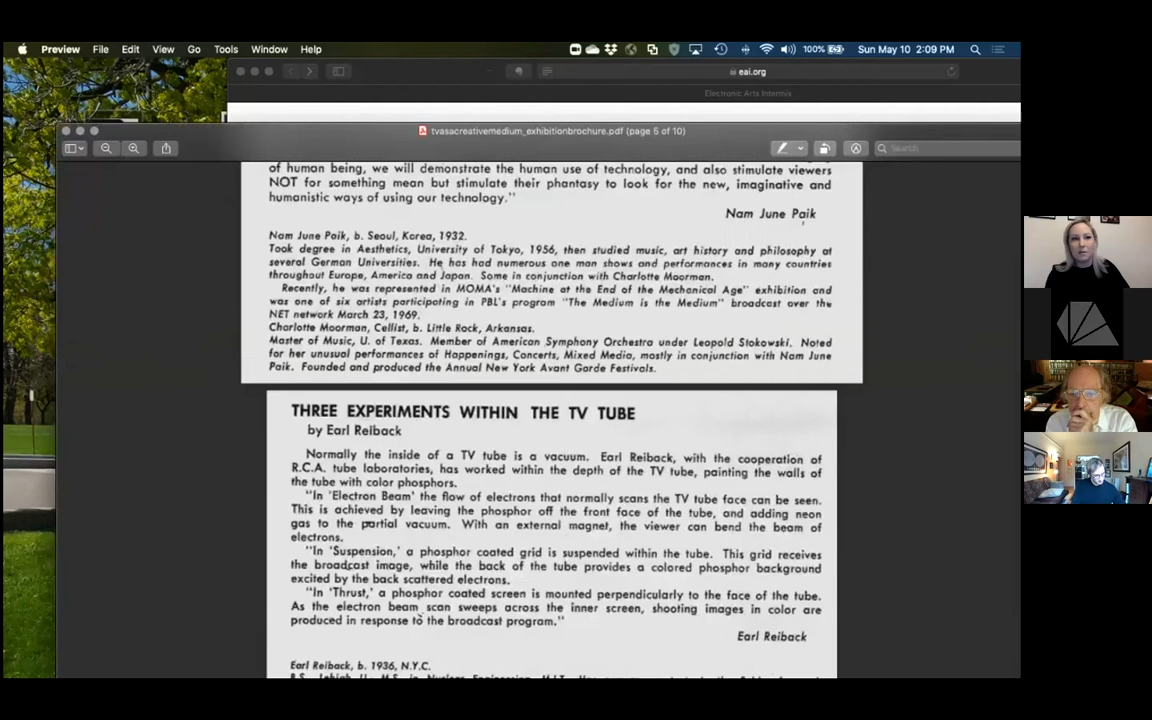 Preview File Edit View Go Tools Window Help 100% Sun May 10 2:09 PM
eai.org
Electronic Arts Intermix
tvasacreativemedium_exhibitionbrochure.pdf (page 5 of 10)
Search
of human being, we will demonstrate the human use of technology, and also stimulate viewers
NOT for something mean but stimulate their phantasy to look for the new, imaginative and
humanistic ways of using our technology."
Nam June Paik
Nam June Paik, b. Seoul, Korea, 1932.
Took degree in Aesthetics, University of Tokyo, 1956, then studied music, art history and philosophy at
several German Universities. He has had numerous one man shows and performances in many countries
throughout Europe, America and Japan. Some in conjunction with Charlotte Moorman.
Recently, he was represented in MOMA's "Machine at the End of the Mechanical Age" exhibition and
was one of six artists participating in PBL's program "The Medium is the Medium" broadcast over the
NET network March 23, 1969.
Charlotte Moorman, Cellist, b. Little Rock, Arkansas.
Master of Music, U. of Texas. Member of American Symphony Orchestra under Leopold Stokowski. Noted
for her unusual performances of Happenings, Concerts, Mixed Media, mostly in conjunction with Nam June
Paik. Founded and produced the Annual New York Avant Garde Festivals.
THREE EXPERIMENTS WITHIN THE TV TUBE
by Earl Reiback
Normally the inside of a TV tube is a vacuum. Earl Reiback, with the cooperation of
R.C.A. tube laboratories, has worked within the depth of the TV tube, painting the walls of
the tube with color phosphors.
"In 'Electron Beam' the flow of electrons that normally scans the TV tube face can be seen.
This is achieved by leaving the phosphor off the front face of the tube, and adding neon
gas to the partial vacuum. With an external magnet, the viewer can bend the beam of
electrons.
"In 'Suspension,' a phosphor coated grid is suspended within the tube. This grid receives
the broadcast image, while the back of the tube provides a colored phosphor background
excited by the back scattered electrons.
"In 'Thrust,' a phosphor coated screen is mounted perpendicularly to the face of the tube.
As the electron beam scan sweeps across the inner screen, shooting images in color are
produced in response to the broadcast program."
Earl Reiback
Earl Reiback, b. 1936, N.Y.C.